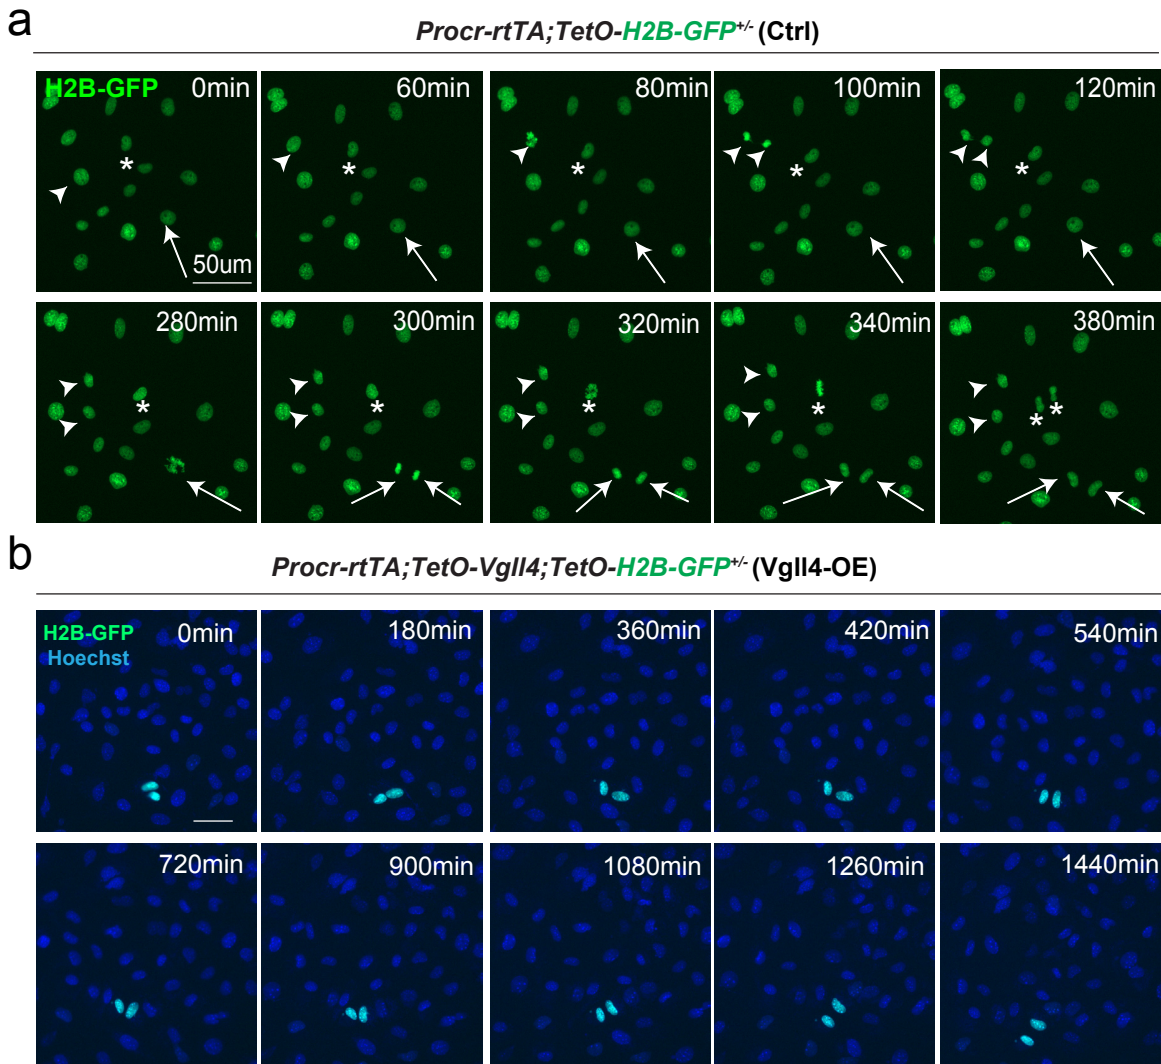 a
Procr-rtTA;TetO-H2B-GFP+/- (Ctrl)
H2B-GFP 0min 60min 80min 100min 120min
* * * * *
50um
280min 300min 320min 340min 380min
* * * * * *
b
Procr-rtTA;TetO-Vgll4;TetO-H2B-GFP+/- (Vgll4-OE)
H2B-GFP 0min 180min 360min 420min 540min
Hoechst
720min 900min 1080min 1260min 1440min